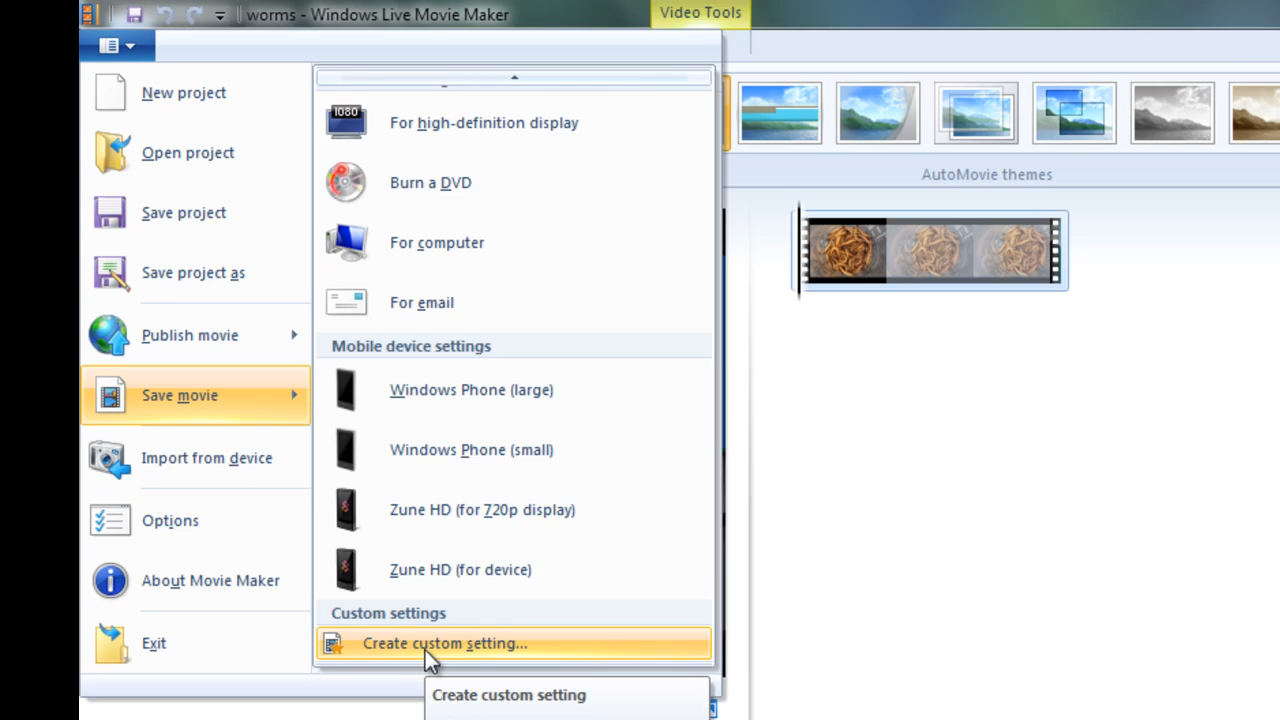 worms - Windows Live Movie Maker
Video Tools
New project
Open project
Save project
Save project as
Publish movie
Save movie
Import from device
Options
About Movie Maker
Exit
1080
For high-definition display
Burn a DVD
For computer
For email
Mobile device settings
Windows Phone (large)
Windows Phone (small)
Zune HD (for 720p display)
Zune HD (for device)
Custom settings
Create custom setting...
Create custom setting
AutoMovie themes